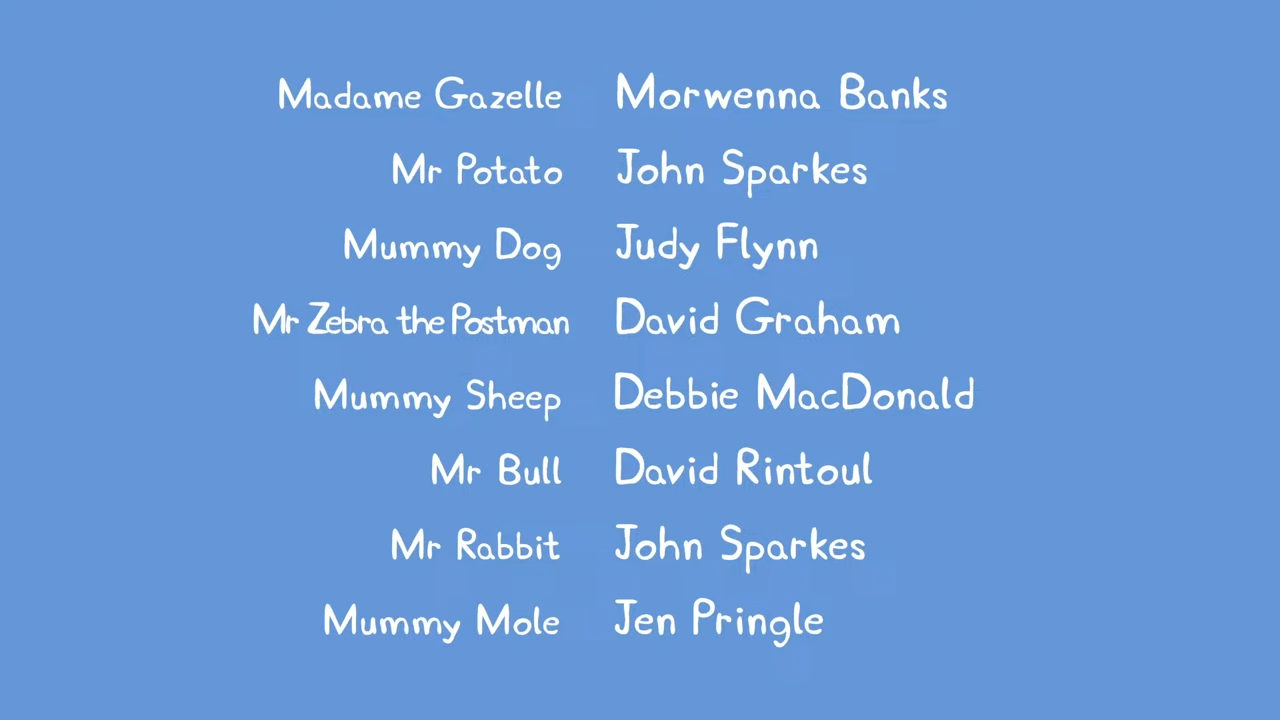 Madame Gazelle Morwenna Banks
Mr Potato John Sparkes
Mummy Dog Judy Flynn
Mr Zebra the Postman David Graham
Mummy Sheep Debbie MacDonald
Mr Bull David Rintoul
Mr Rabbit John Sparkes
Mummy Mole Jen Pringle